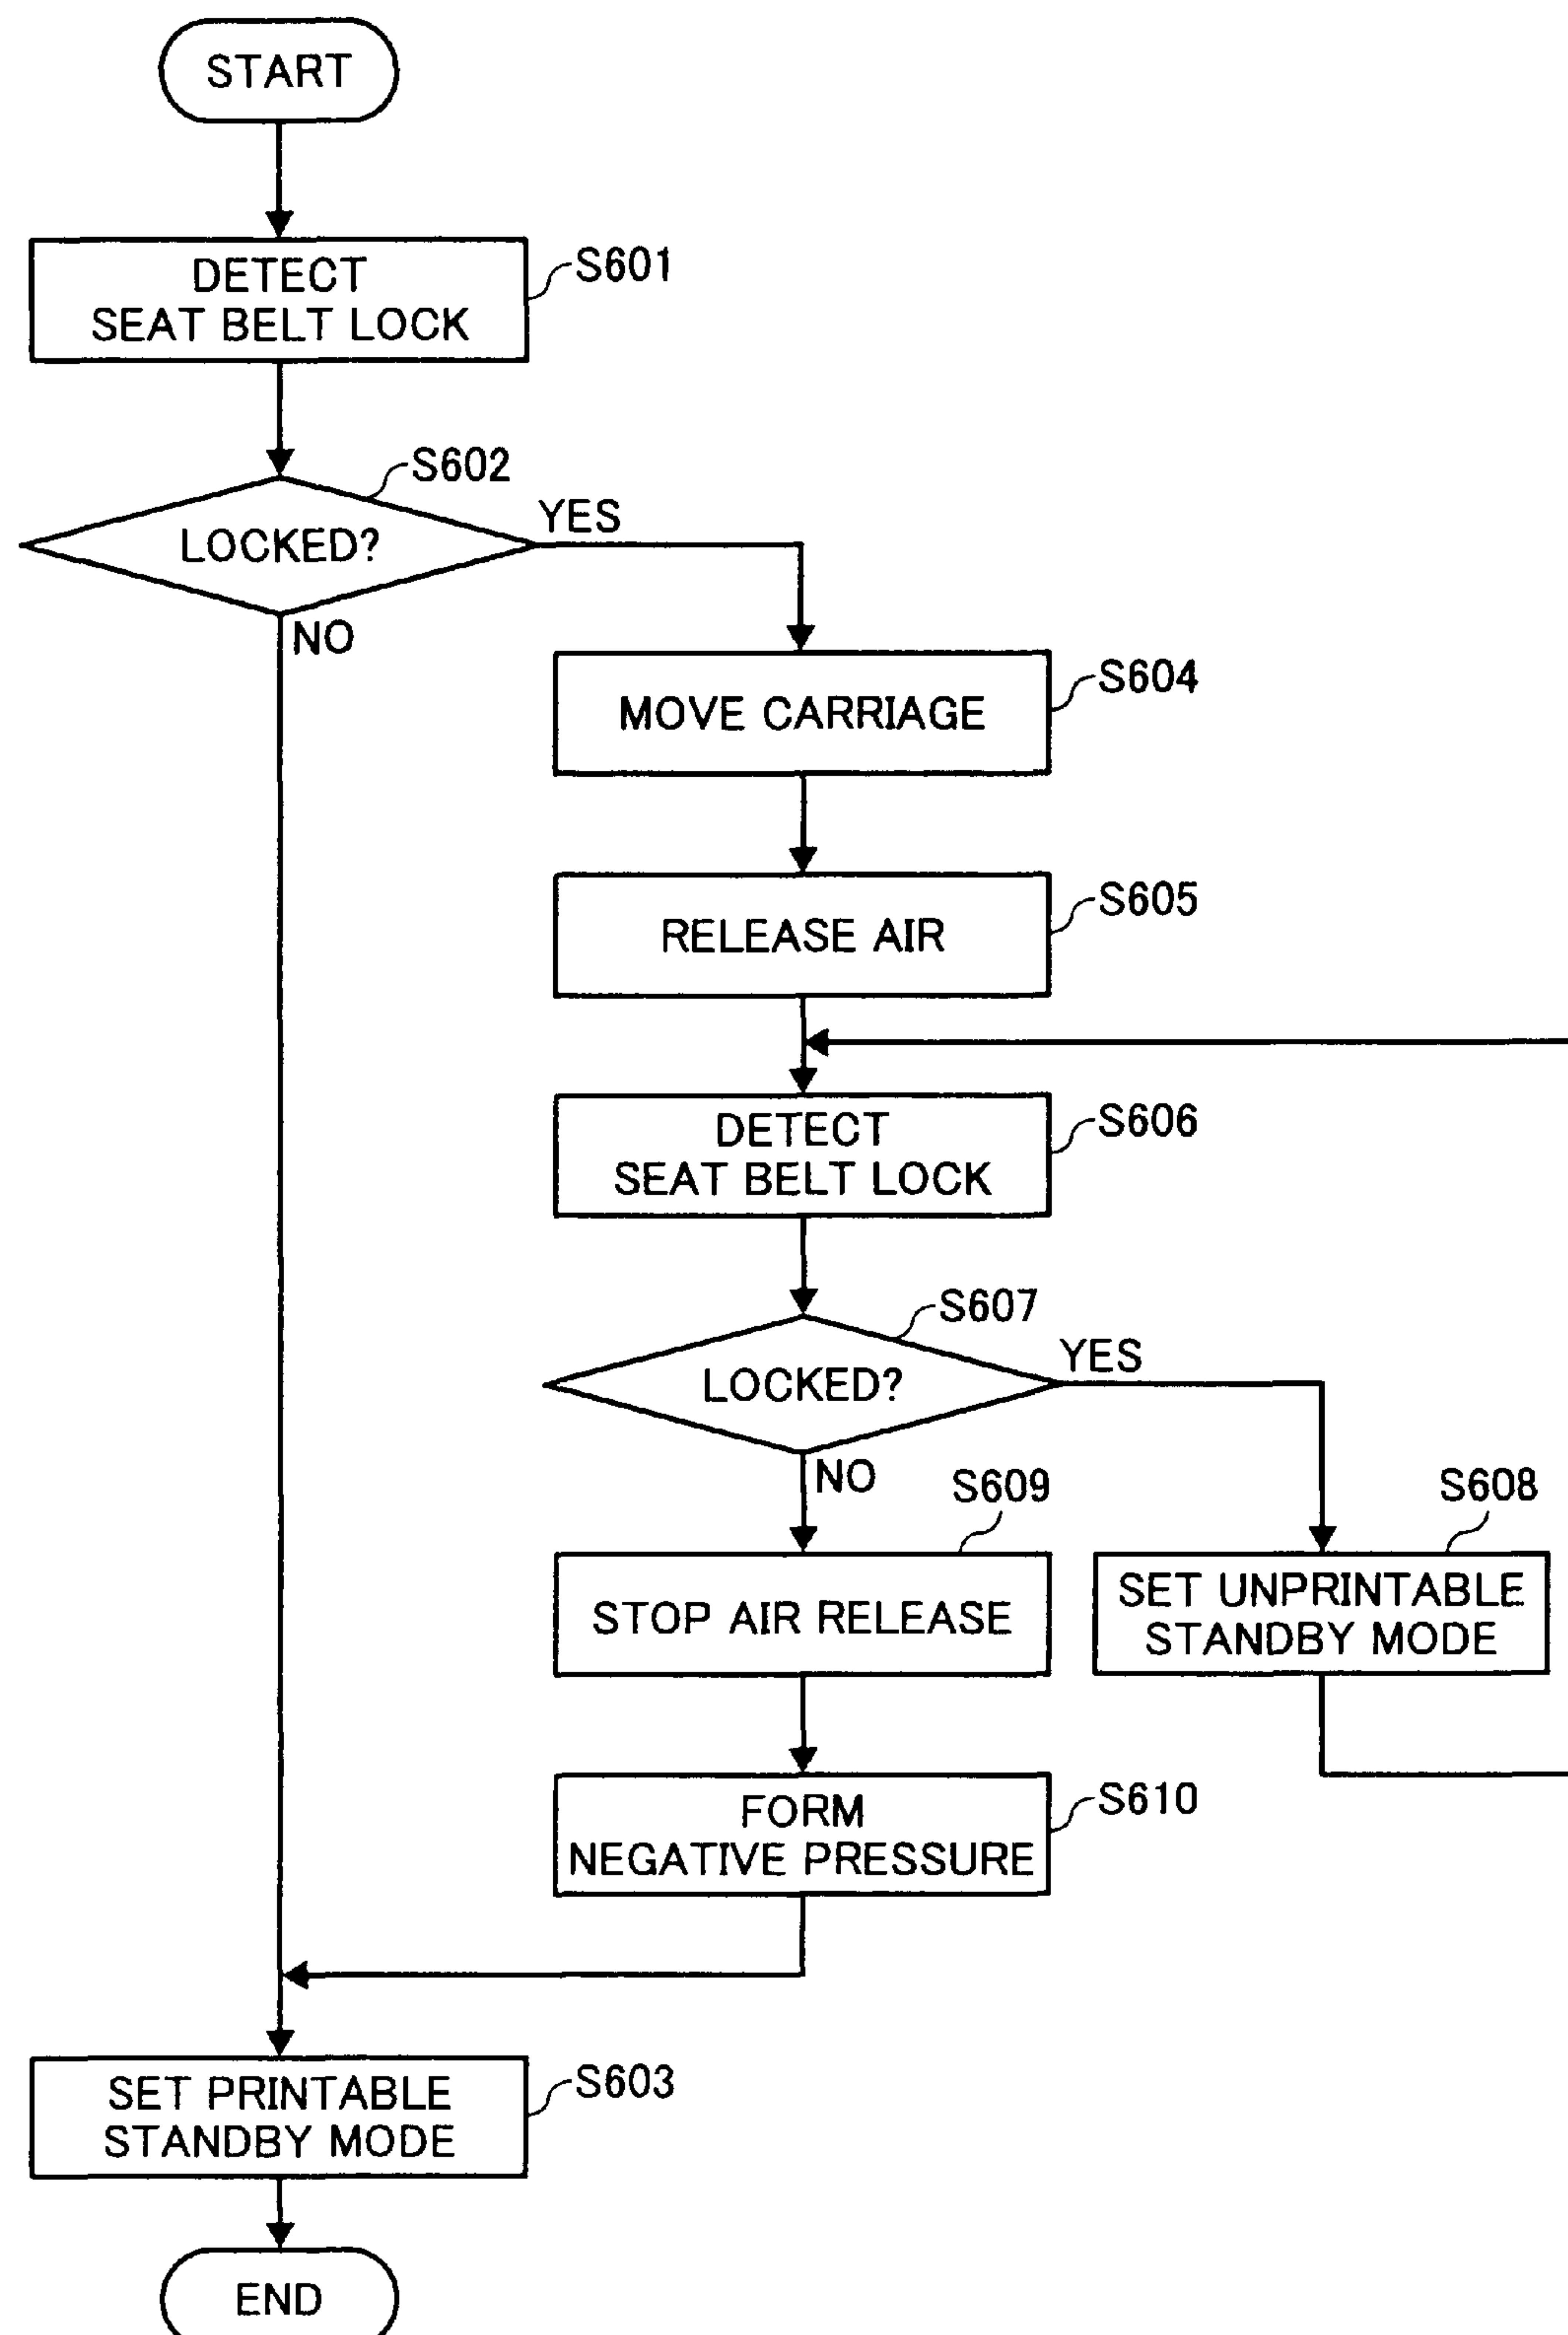 START
DETECT
SEAT BELT LOCK
S601
S602
LOCKED?
YES
NO
MOVE CARRIAGE
S604
RELEASE AIR
S605
DETECT
SEAT BELT LOCK
S606
S607
LOCKED?
YES
NO
S609
STOP AIR RELEASE
S608
SET UNPRINTABLE
STANDBY MODE
FORM
NEGATIVE PRESSURE
S610
SET PRINTABLE
STANDBY MODE
S603
END